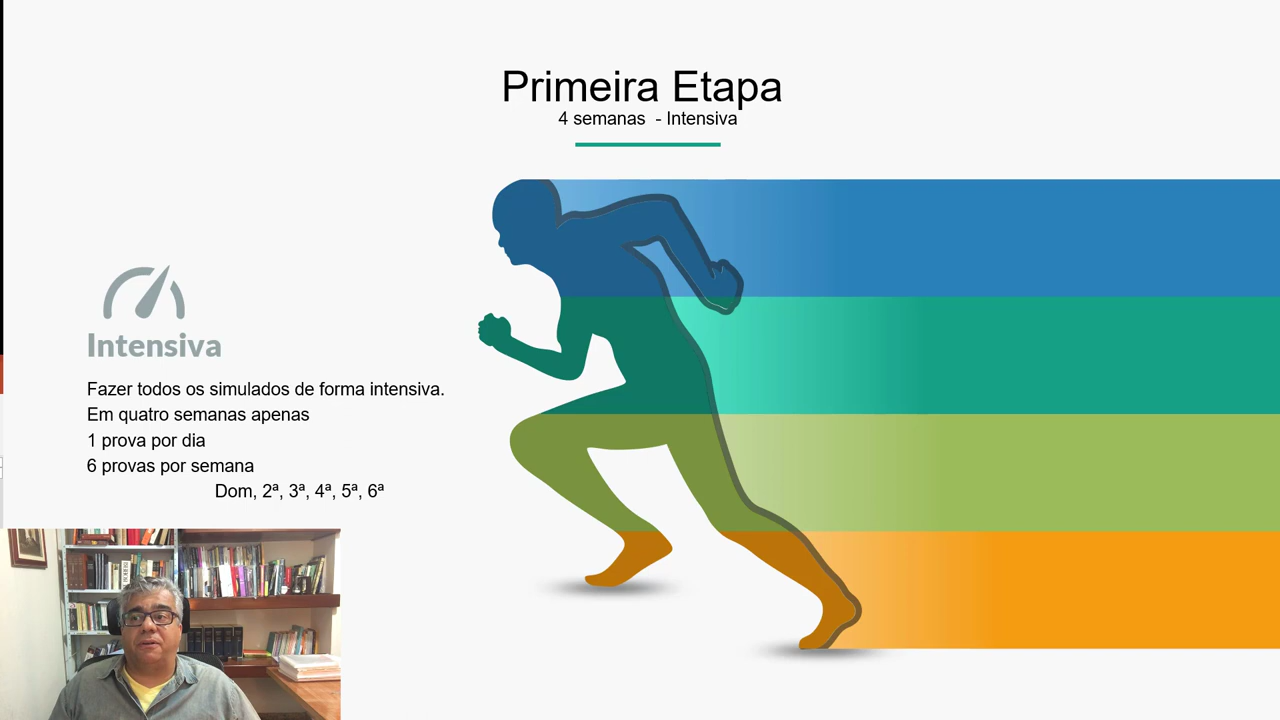 Primeira Etapa
4 semanas - Intensiva
Intensiva
Fazer todos os simulados de forma intensiva.
Em quatro semanas apenas
1 prova por dia
6 provas por semana
Dom, 2ª, 3ª, 4ª, 5ª, 6ª